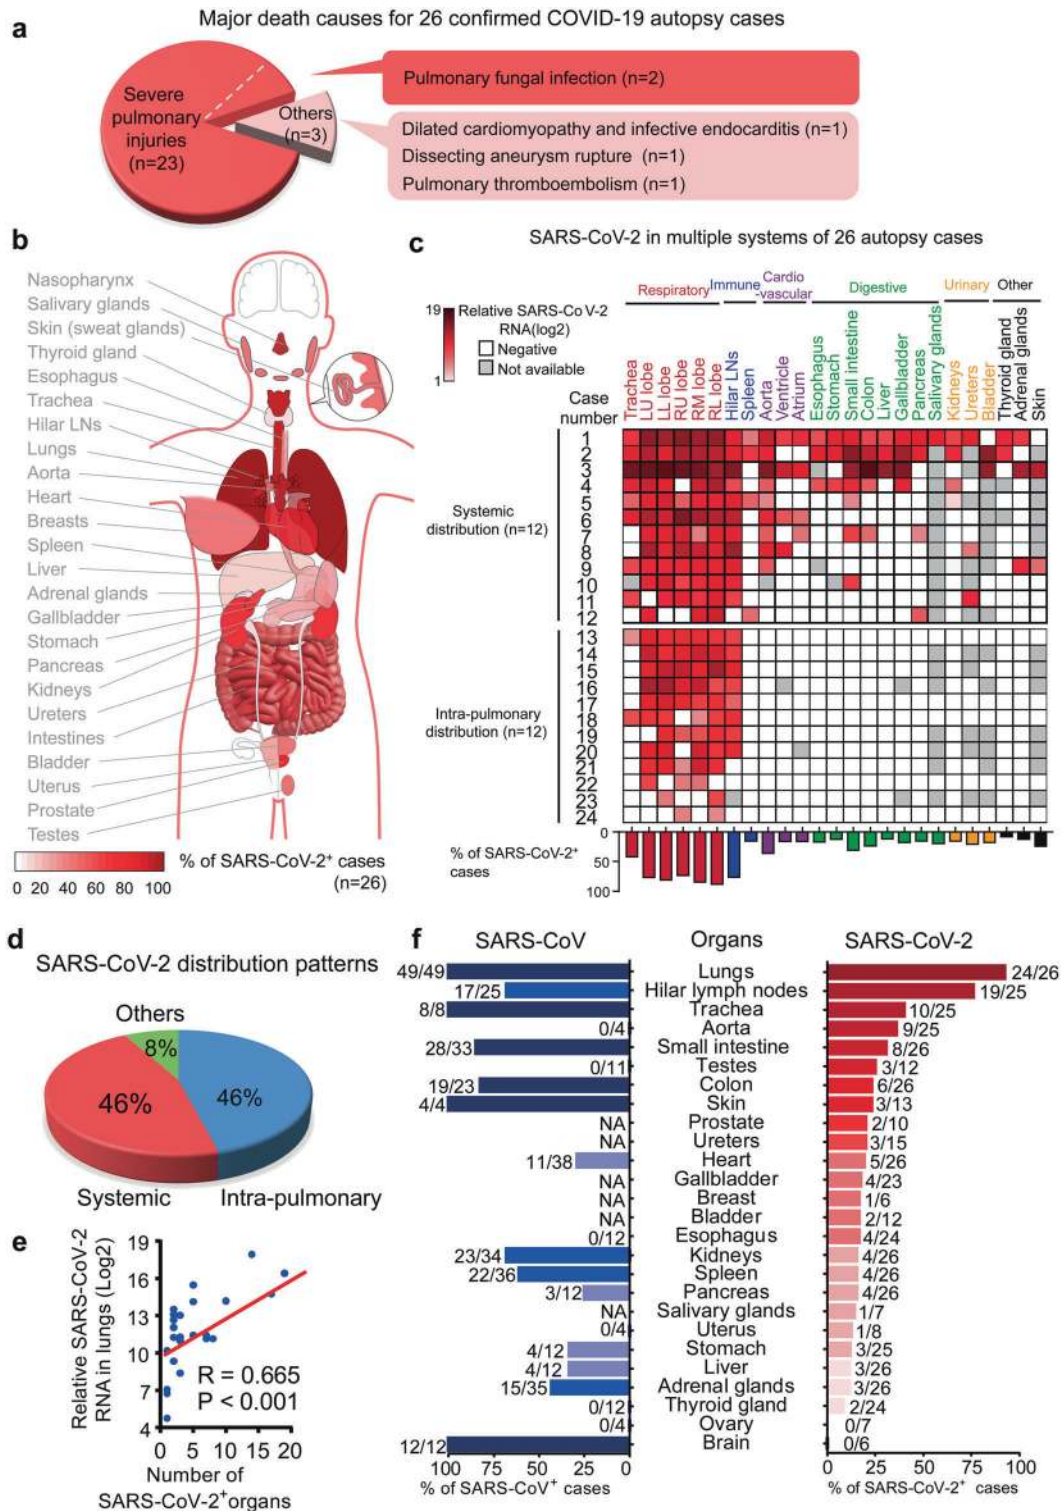 a
Major death causes for 26 confirmed COVID-19 autopsy cases
Severe
pulmonary
injuries
(n=23)
Others
(n=3)
Pulmonary fungal infection (n=2)
Dilated cardiomyopathy and infective endocarditis (n=1)
Dissecting aneurysm rupture (n=1)
Pulmonary thromboembolism (n=1)
b
Nasopharynx
Salivary glands
Skin (sweat glands)
Thyroid gland
Esophagus
Trachea
Hilar LNs
Lungs
Aorta
Heart
Breasts
Spleen
Liver
Adrenal glands
Gallbladder
Stomach
Pancreas
Kidneys
Ureters
Intestines
Bladder
Uterus
Prostate
Testes
0 20 40 60 80 100
% of SARS-CoV-2+ cases
(n=26)
c
SARS-CoV-2 in multiple systems of 26 autopsy cases
19
1
Relative SARS-CoV-2
RNA(log2)
Negative
Not available
Respiratory
Immune
Cardio
-vascular
Digestive
Urinary
Other
Case
number
Trachea
LU lobe
LL lobe
RU lobe
RM lobe
RL lobe
Hilar LNs
Spleen
Aorta
Ventricle
Atrium
Esophagus
Stomach
Small intestine
Colon
Liver
Gallbladder
Pancreas
Salivary glands
Kidneys
Ureters
Bladder
Thyroid gland
Adrenal glands
Skin
Systemic
distribution (n=12)
1
2
3
4
5
6
7
8
9
10
11
12
Intra-pulmonary
distribution (n=12)
13
14
15
16
17
18
19
20
21
22
23
24
% of SARS-CoV-2+
cases
0
50
100
d
SARS-CoV-2 distribution patterns
Others
8%
46%
46%
Systemic
Intra-pulmonary
e
Relative SARS-CoV-2
RNA in lungs (Log2)
19
16
13
10
7
4
R = 0.665
P < 0.001
0 5 10 15 20
Number of
SARS-CoV-2+organs
f
SARS-CoV Organs SARS-CoV-2
49/49 Lungs 24/26
17/25 Hilar lymph nodes 19/25
8/8 Trachea 10/25
0/4 Aorta 9/25
28/33 Small intestine 8/26
0/11 Testes 3/12
19/23 Colon 6/26
4/4 Skin 3/13
NA Prostate 2/10
NA Ureters 3/15
11/38 Heart 5/26
NA Gallbladder 4/23
NA Breast 1/6
NA Bladder 2/12
0/12 Esophagus 4/24
23/34 Kidneys 4/26
22/36 Spleen 4/26
3/12 Pancreas 4/26
NA Salivary glands 1/7
0/4 Uterus 1/8
4/12 Stomach 3/25
4/12 Liver 3/26
15/35 Adrenal glands 3/26
0/12 Thyroid gland 2/24
0/4 Ovary 0/7
12/12 Brain 0/6
100 75 50 25 0
% of SARS-CoV+ cases
0 25 50 75 100
% of SARS-CoV-2+ cases